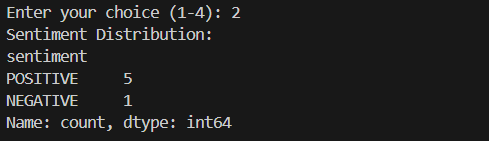 Enter your choice (1-4): 2
Sentiment Distribution:
sentiment
POSITIVE    5
NEGATIVE    1
Name: count, dtype: int64